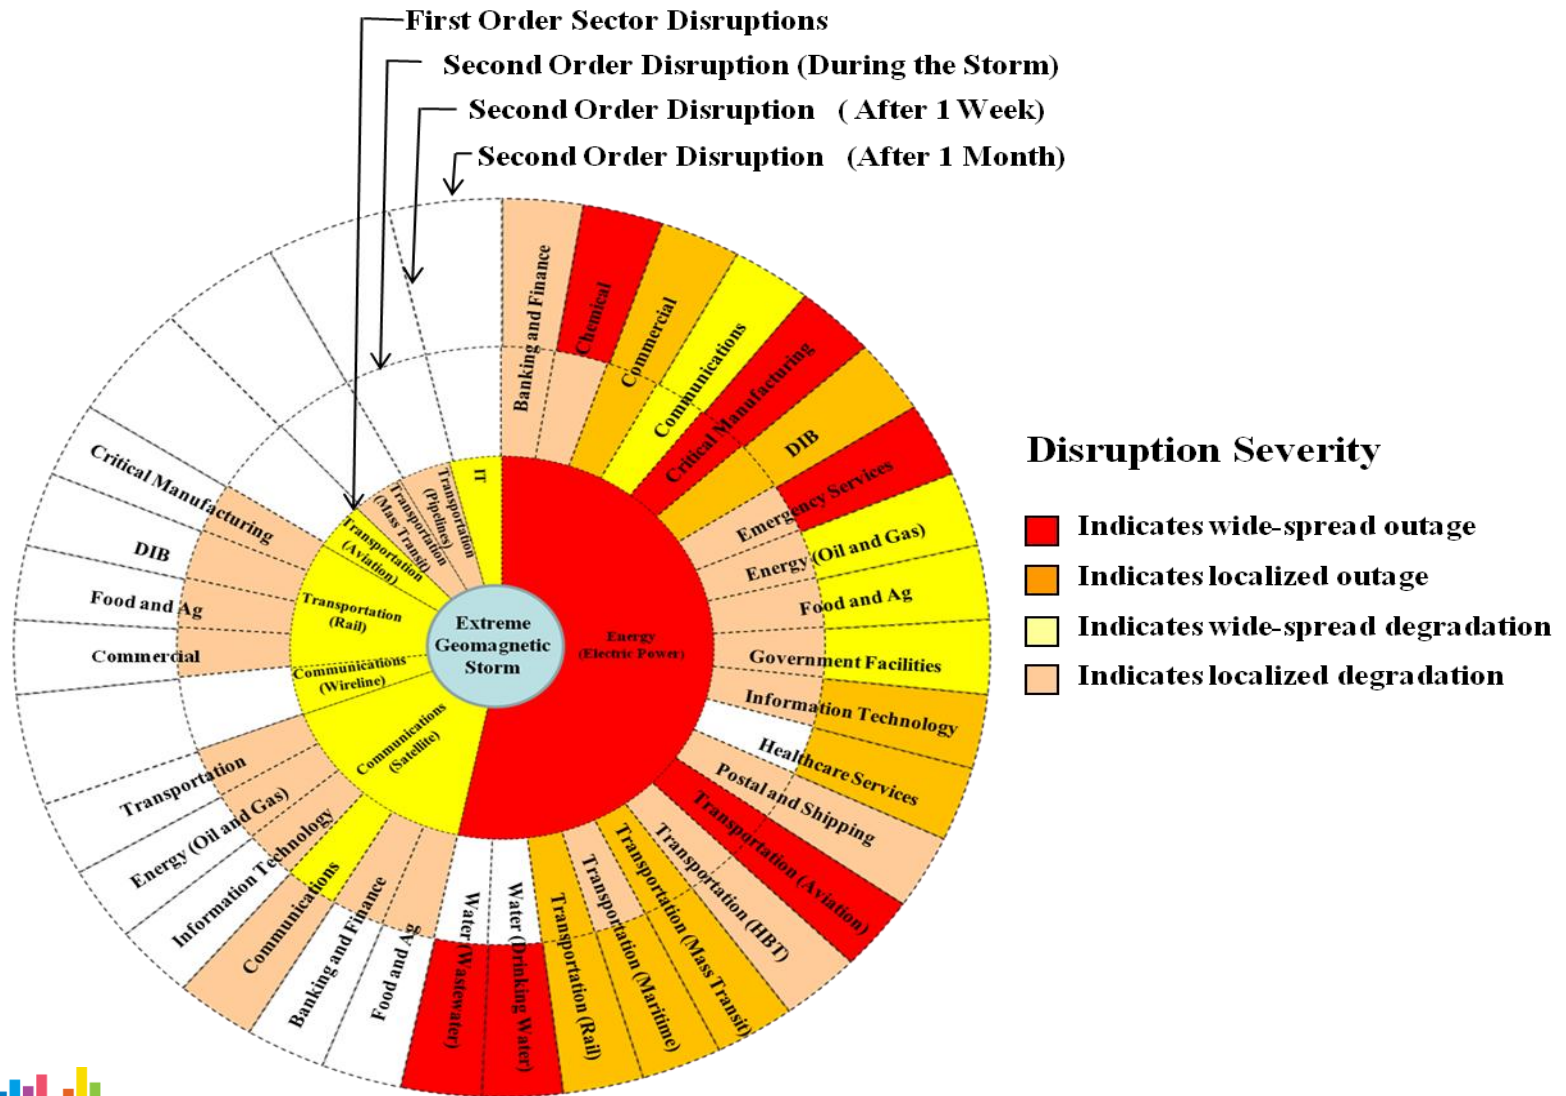 First Order Sector Disruptions
Second Order Disruption (During the Storm)
Second Order Disruption ( After 1 Week)
Second Order Disruption (After 1 Month)
Banking and Finance
Chemical
Commercial
Communications
Critical Manufacturing
DIB
Emergency Services
Energy (Oil and Gas)
Food and Ag
Government Facilities
Information Technology
Healthcare Services
Postal and Shipping
Transportation (Aviation)
Transportation (HBT)
Transportation (Mass Transit)
Transportation (Maritime)
Transportation (Rail)
Water (Drinking Water)
Water (Wastewater)
Food and Ag
Banking and Finance
Communications
Information Technology
Energy (Oil and Gas)
Transportation
Commercial
Food and Ag
DIB
Critical Manufacturing
IT
Transportation
(Pipelines)
Transportation
(Mass Transit)
Transportation
(Aviation)
Transportation
(Rail)
Communications
(Wireline)
Communications
(Satellite)
Energy
(Electric Power)
Extreme
Geomagnetic
Storm
Disruption Severity
Indicates wide-spread outage
Indicates localized outage
Indicates wide-spread degradation
Indicates localized degradation